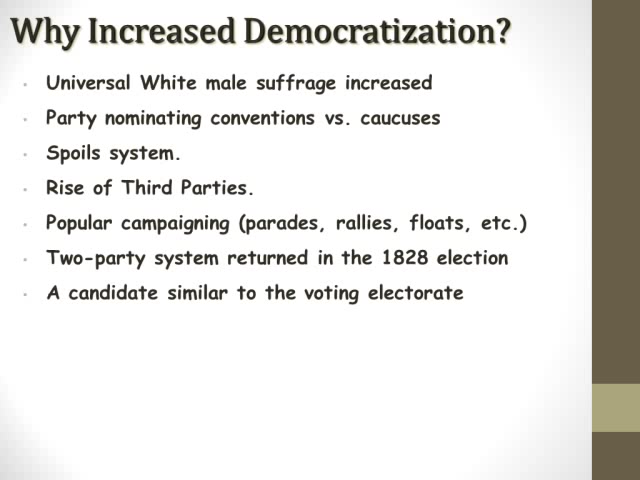 Why Increased Democratization?
• Universal White male suffrage increased
• Party nominating conventions vs. caucuses
• Spoils system.
• Rise of Third Parties.
• Popular campaigning (parades, rallies, floats, etc.)
• Two-party system returned in the 1828 election
• A candidate similar to the voting electorate